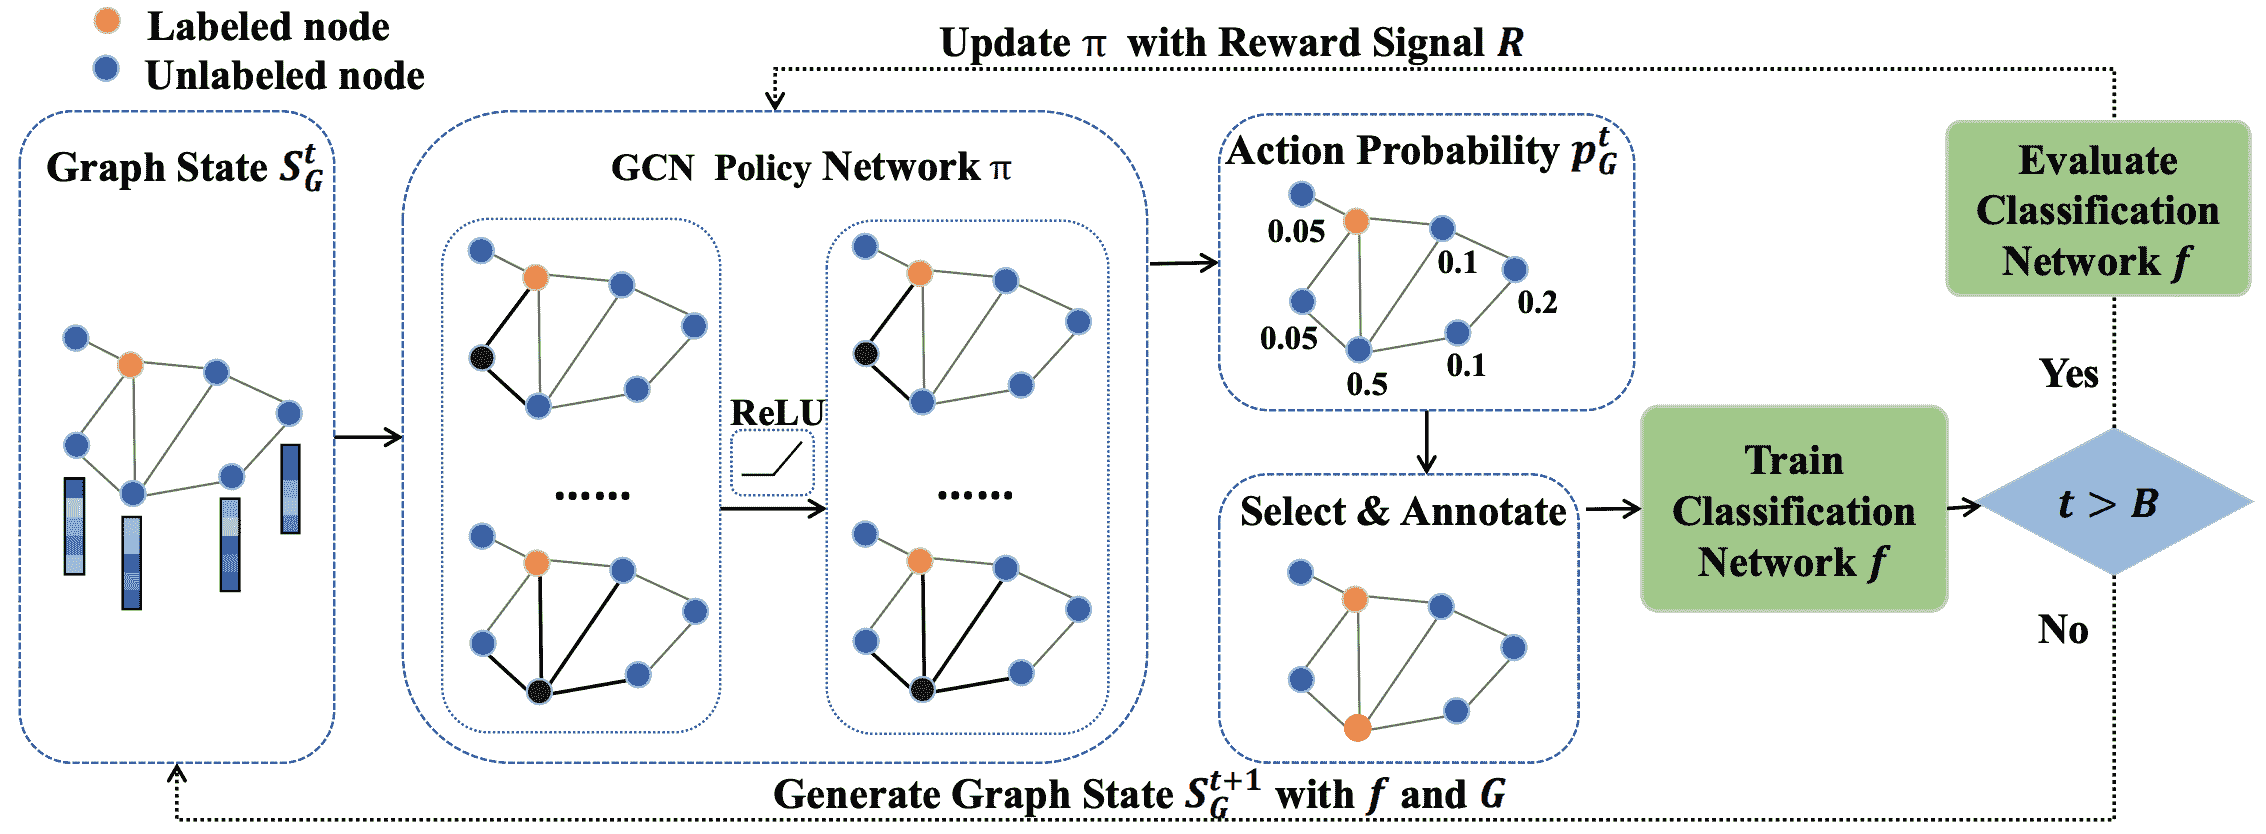 Labeled node
Unlabeled node
Update π with Reward Signal R
Graph State S_G^t
GCN Policy Network π
ReLU
......
......
Action Probability p_G^t
0.05
0.1
0.2
0.05
0.5
0.1
Select & Annotate
Train
Classification
Network f
t > B
Yes
No
Evaluate
Classification
Network f
Generate Graph State S_G^{t+1} with f and G